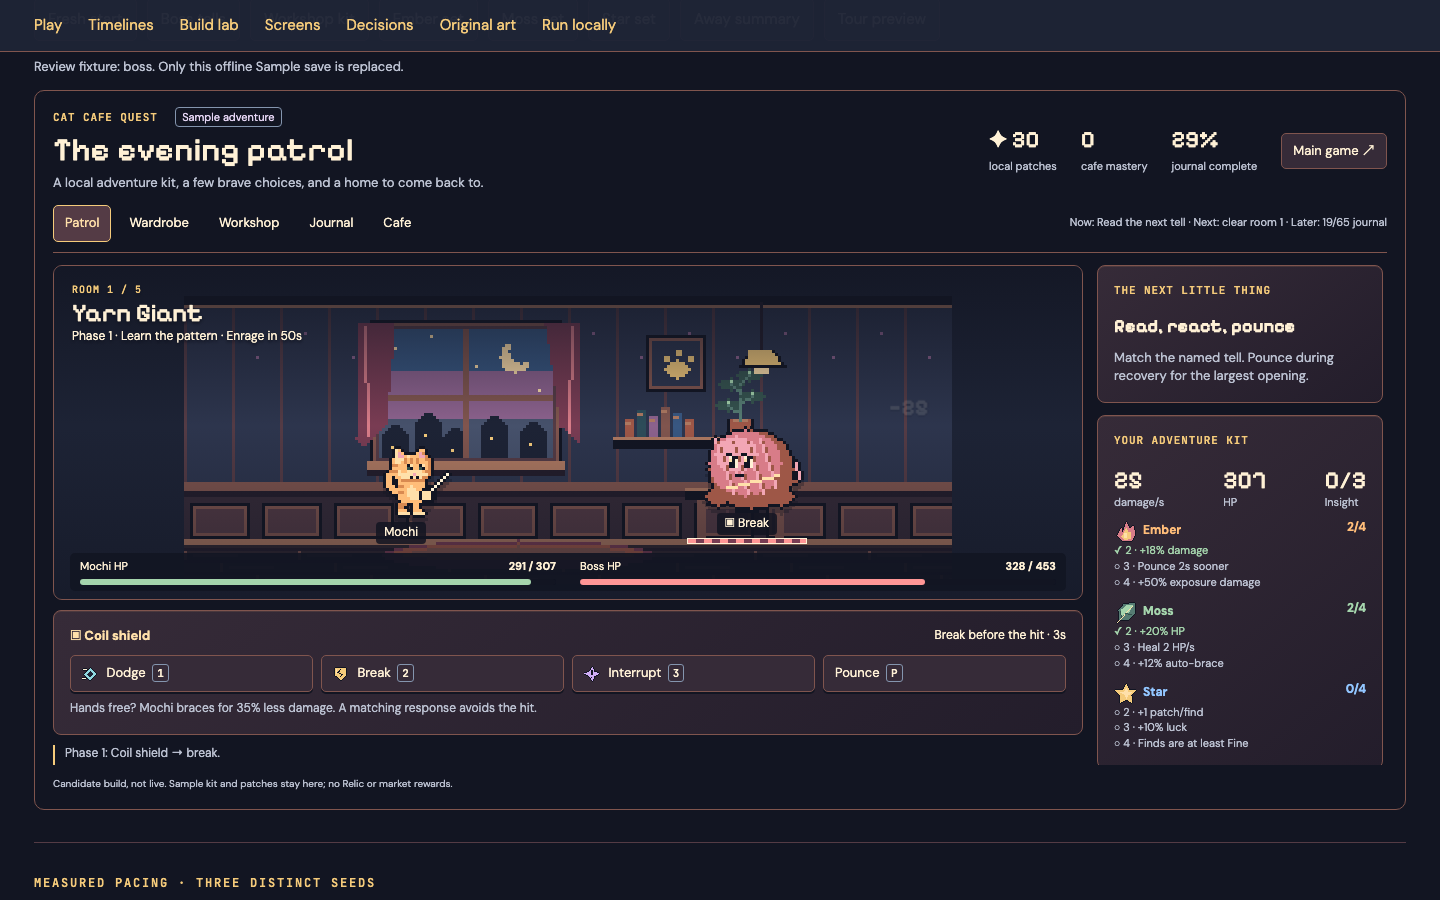 Play Timelines Build lab Screens Decisions Original art Run locally
Away summary Tour preview
Review fixture: boss. Only this offline Sample save is replaced.
CAT CAFE QUEST Sample adventure
The evening patrol
A local adventure kit, a few brave choices, and a home to come back to.
✦ 30 0 29%
local patches cafe mastery journal complete
Main game ↗
Patrol Wardrobe Workshop Journal Cafe
Now: Read the next tell · Next: clear room 1 · Later: 19/65 journal
ROOM 1 / 5
Yarn Giant
Phase 1 · Learn the pattern · Enrage in 50s
-28
Mochi
▣ Break
Mochi HP 291 / 307 Boss HP 328 / 453
▣ Coil shield Break before the hit · 3s
Dodge 1 Break 2 Interrupt 3 Pounce P
Hands free? Mochi braces for 35% less damage. A matching response avoids the hit.
Phase 1: Coil shield → break.
Candidate build, not live. Sample kit and patches stay here; no Relic or market rewards.
THE NEXT LITTLE THING
Read, react, pounce
Match the named tell. Pounce during
recovery for the largest opening.
YOUR ADVENTURE KIT
28 307 0/3
damage/s HP Insight
Ember 2/4
✓ 2 · +18% damage
○ 3 · Pounce 2s sooner
○ 4 · +50% exposure damage
Moss 2/4
✓ 2 · +20% HP
○ 3 · Heal 2 HP/s
○ 4 · +12% auto-brace
Star 0/4
○ 2 · +1 patch/find
○ 3 · +10% luck
○ 4 · Finds are at least Fine
MEASURED PACING · THREE DISTINCT SEEDS